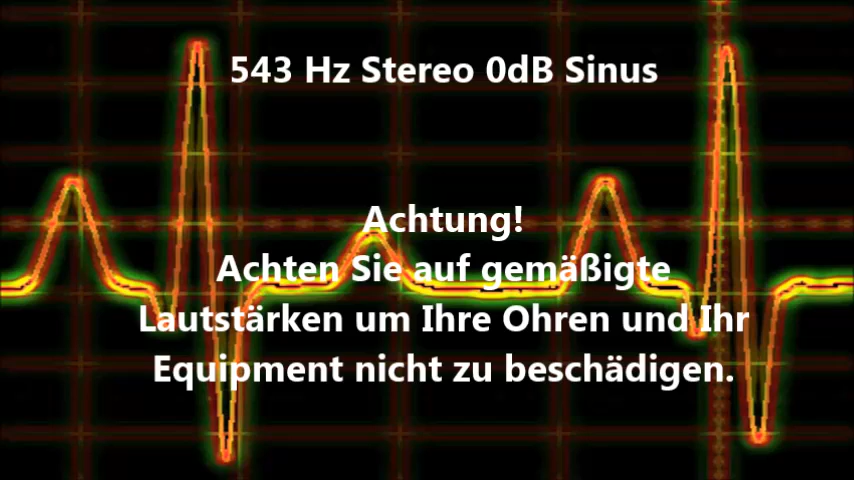 543 Hz Stereo 0dB Sinus
Achtung!
Achten Sie auf gemäßigte
Lautstärken um Ihre Ohren und Ihr
Equipment nicht zu beschädigen.